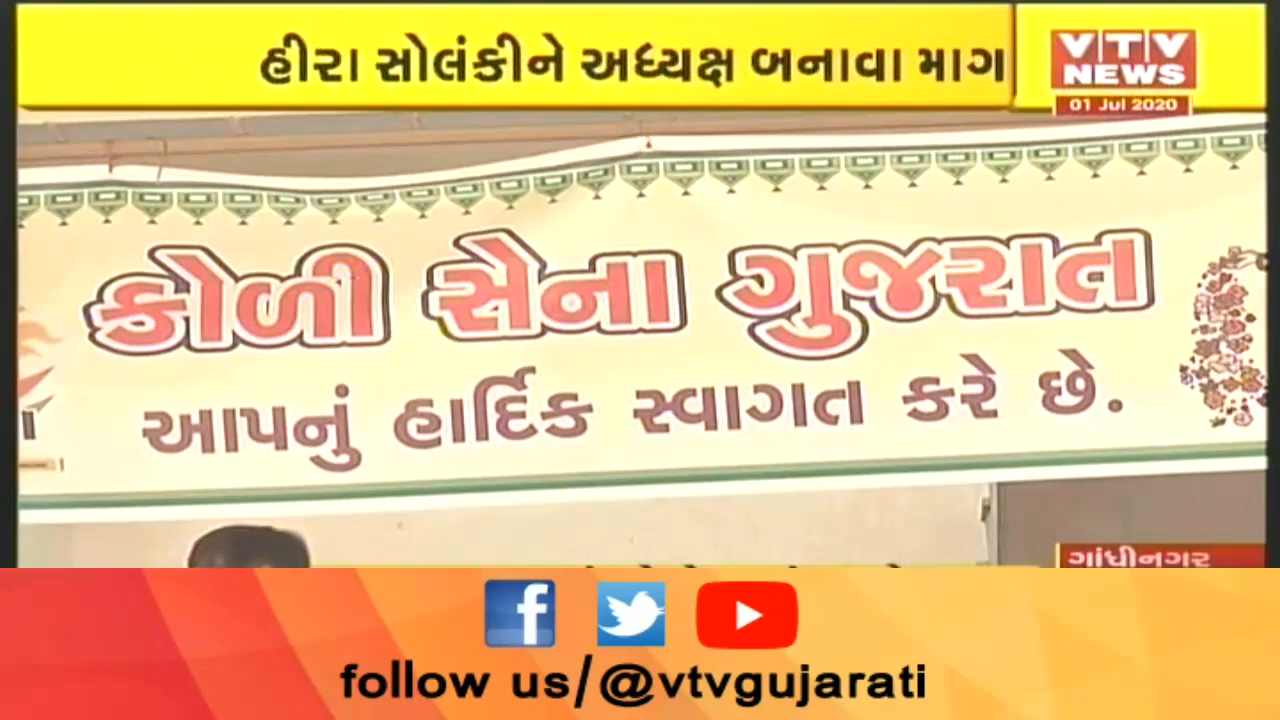 હીરા સોલંકીને અધ્યક્ષ બનાવા માગ
VTV
NEWS
01 Jul 2020
કોળી સેના ગુજરાત
આપનું હાર્દિક સ્વાગત કરે છે.
ગાંધીનગર
follow us/@vtvgujarati